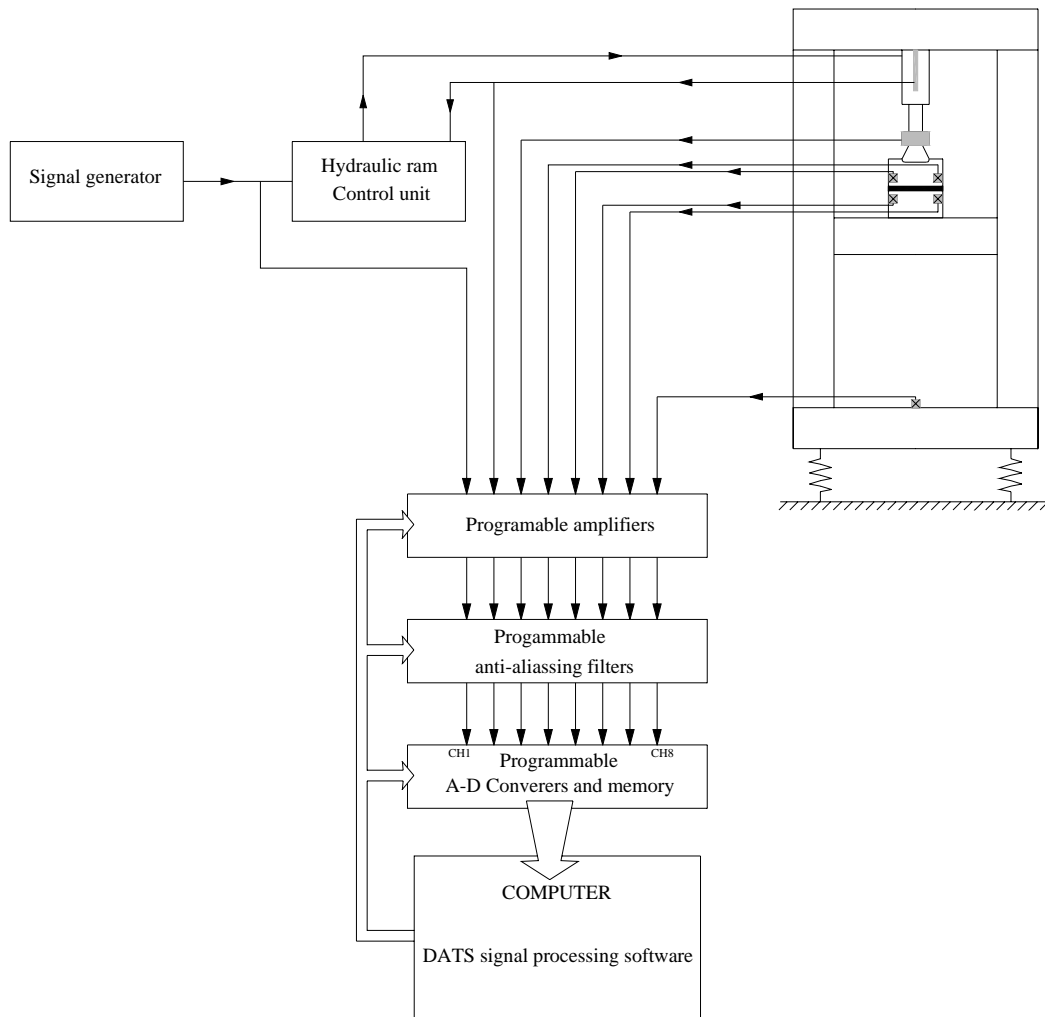 Signal generator
Hydraulic ram
Control unit
Programable amplifiers
Progammable
anti-aliassing filters
CH1
CH8
Programmable
A-D Converers and memory
COMPUTER
DATS signal processing software